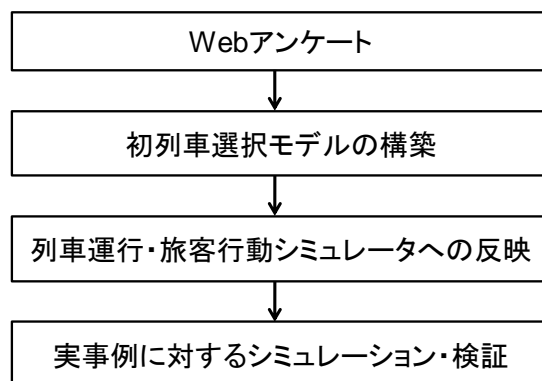 Webアンケート
初列車選択モデルの構築
列車運行・旅客行動シミュレータへの反映
実事例に対するシミュレーション・検証